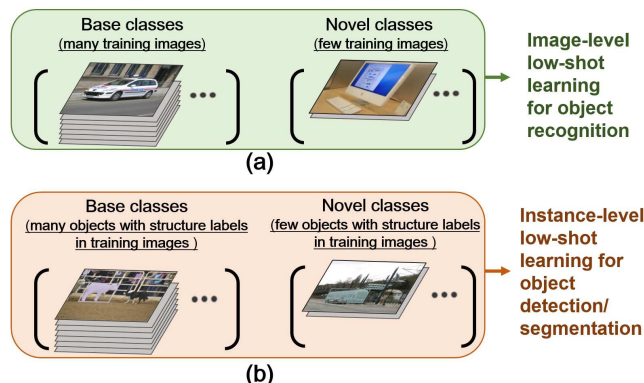 Base classes
(many training images)
Novel classes
(few training images)
Image-level
low-shot
learning
for object
recognition
(a)
Base classes
(many objects with structure labels
in training images )
Novel classes
(few objects with structure labels
in training images )
Instance-level
low-shot
learning for
object
detection/
segmentation
(b)